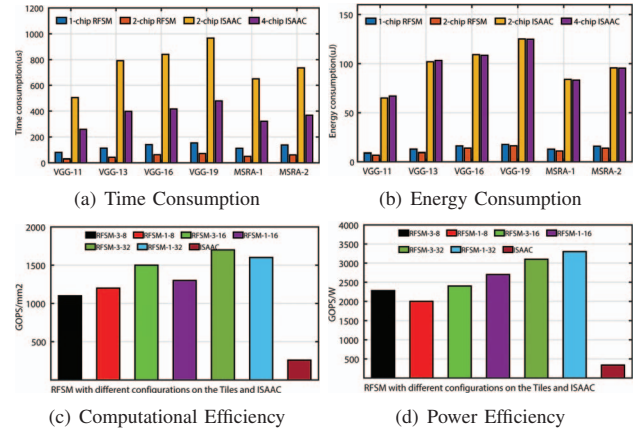 1-chip RFSM 2-chip RFSM 2-chip ISAAC 4-chip ISAAC
Time consumption(us)
1200
1000
800
600
400
200
0
VGG-11 VGG-13 VGG-16 VGG-19 MSRA-1 MSRA-2
(a) Time Consumption
1-chip RFSM 2-chip RFSM 2-chip ISAAC 4-chip ISAAC
Energy consumption(uJ)
150
100
50
0
VGG-11 VGG-13 VGG-16 VGG-19 MSRA-1 MSRA-2
(b) Energy Consumption
RFSM-3-8 RFSM-1-8 RFSM-3-16 RFSM-1-16
RFSM-3-32 RFSM-1-32 ISAAC
GOPS/mm2
2000
1500
1000
500
RFSM with different configurations on the Tiles and ISAAC
(c) Computational Efficiency
RFSM-3-8 RFSM-1-8 RFSM-3-16 RFSM-1-16
RFSM-3-32 RFSM-1-32 ISAAC
GOPS/W
4000
3500
3000
2500
2000
1500
1000
500
RFSM with different configurations on the Tiles and ISAAC
(d) Power Efficiency